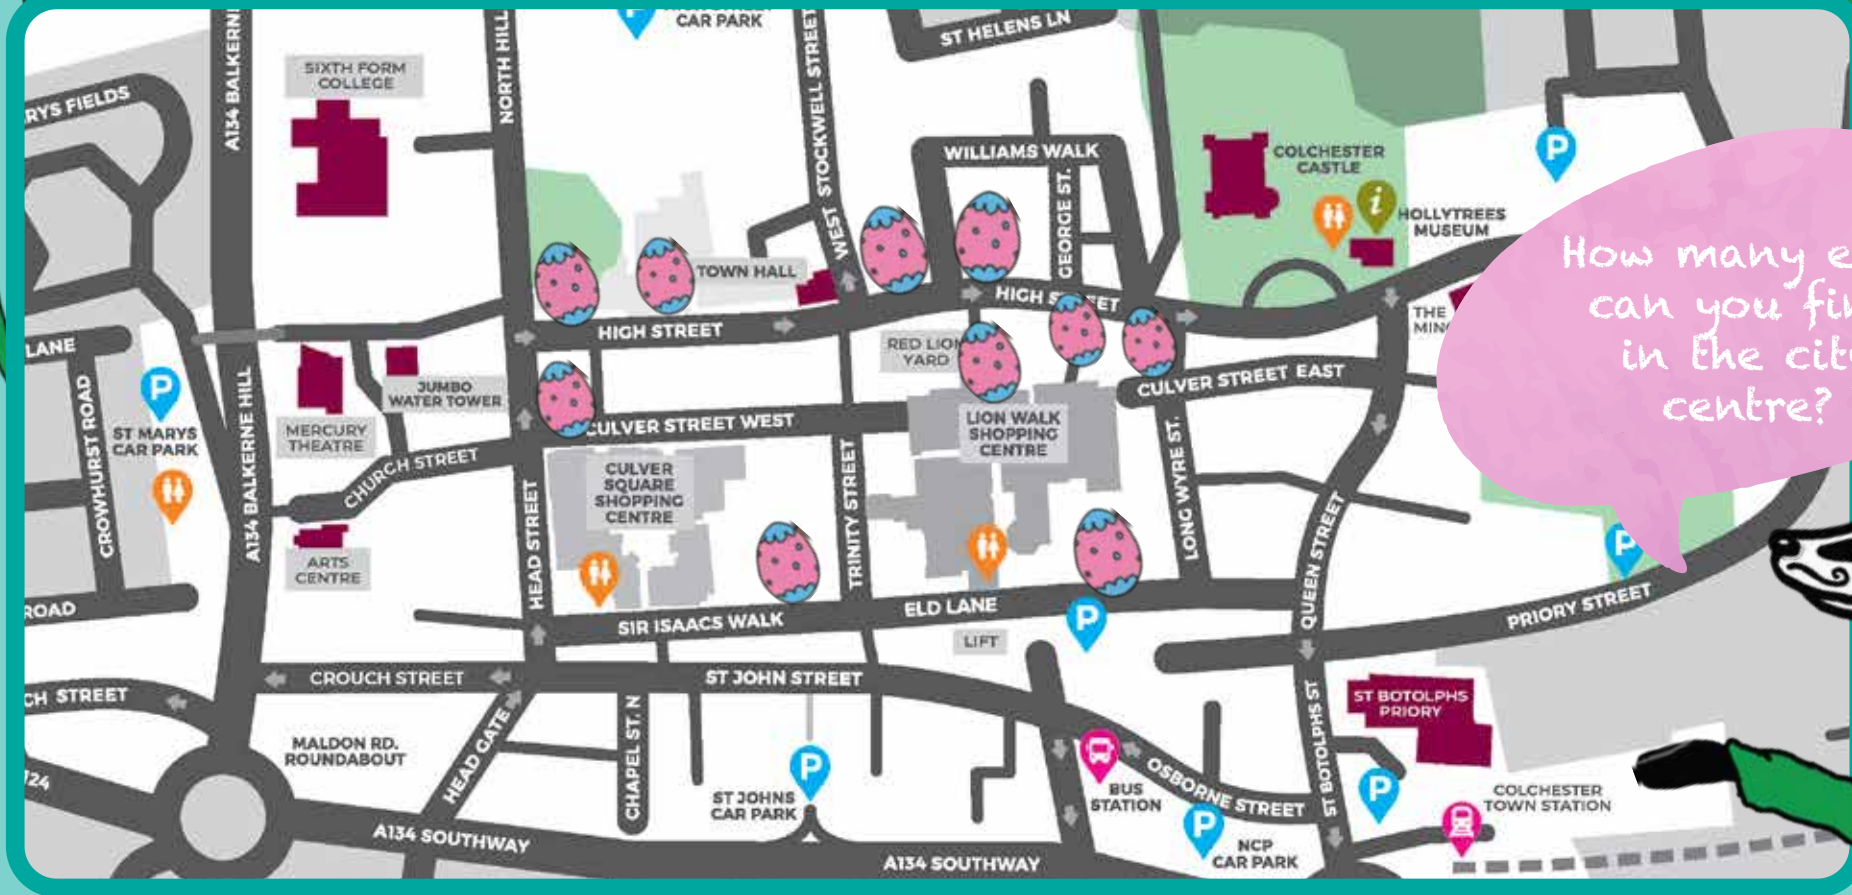 CAR PARK
ST HELENS LN
SIXTH FORM
COLLEGE
A134 BALKERNE
NORTH HILL
WEST STOCKWELL STREET
RYS FIELDS
WILLIAMS WALK
GEORGE ST.
COLCHESTER
CASTLE
HOLLYTREES
MUSEUM
P
i
How many e
can you fin
in the cit
centre?
TOWN HALL
HIGH STREET
HIGH STREET
THE
MIN
LANE
RED LION
YARD
CULVER STREET EAST
P
JUMBO
WATER TOWER
MERCURY
THEATRE
ST MARYS
CAR PARK
CROWHURST ROAD
A134 BALKERNE HILL
CHURCH STREET
CULVER STREET WEST
LION WALK
SHOPPING
CENTRE
CULVER
SQUARE
SHOPPING
CENTRE
HEAD STREET
TRINITY STREET
LONG WYRE ST.
QUEEN STREET
ARTS
CENTRE
P
ROAD
SIR ISAACS WALK
ELD LANE
P
PRIORY STREET
LIFT
CROUCH STREET
ST JOHN STREET
CH STREET
ST BOTOLPHS
PRIORY
MALDON RD.
ROUNDABOUT
HEAD GATE
CHAPEL ST. N
P
ST JOHNS
CAR PARK
BUS
STATION
OSBORNE STREET
ST BOTOLPHS ST
P
COLCHESTER
TOWN STATION
124
A134 SOUTHWAY
A134 SOUTHWAY
P
NCP
CAR PARK